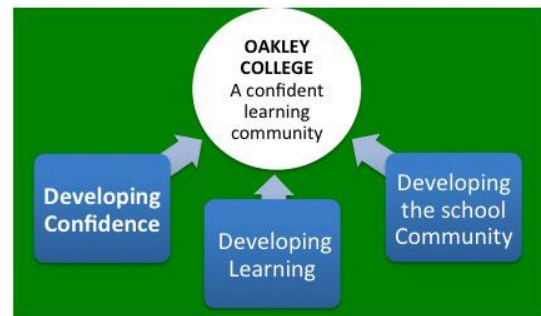 OAKLEY
COLLEGE
A confident
learning
community
Developing
Confidence
Developing
Learning
Developing
the school
Community